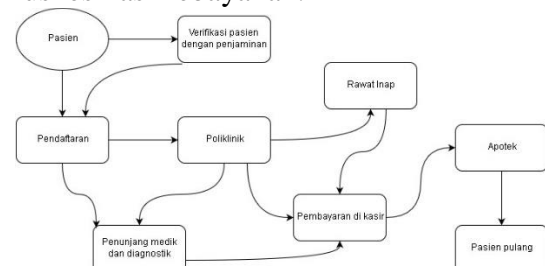 Pasien
Verifikasi pasien
dengan penjaminan
Rawat Inap
Pendaftaran
Poliklinik
Apotek
Pembayaran di kasir
Penunjang medik
dan diagnostik
Pasien pulang